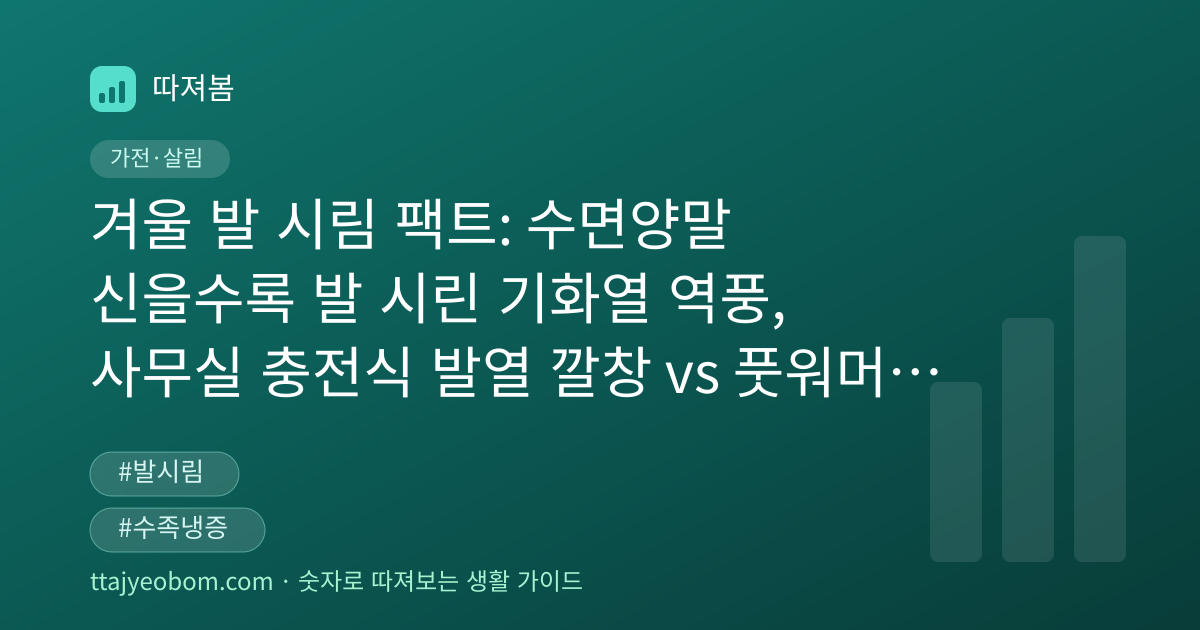 따져봄
가전·살림
겨울 발 시림 팩트: 수면양말
신을수록 발 시린 기화열 역풍,
사무실 충전식 발열 깔창 vs 풋워머…
#발시림
#수족냉증
ttajyeobom.com · 숫자로 따져보는 생활 가이드